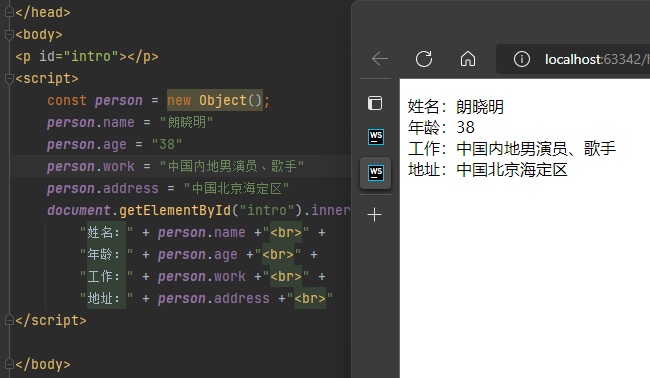 </head>
<body>
<p id="intro"></p>
<script>
const person = new Object();
person.name = "朗晓明"
person.age = "38"
person.work = "中国内地男演员、歌手"
person.address = "中国北京海定区"
document.getElementById("intro").inner
"姓名：" + person.name +"<br>" +
"年龄：" + person.age +"<br>" +
"工作：" + person.work +"<br>" +
"地址：" + person.address +"<br>"
</script>
</body>
localhost:63342/h
WS
WS
姓名：朗晓明
年龄：38
工作：中国内地男演员、歌手
地址：中国北京海定区